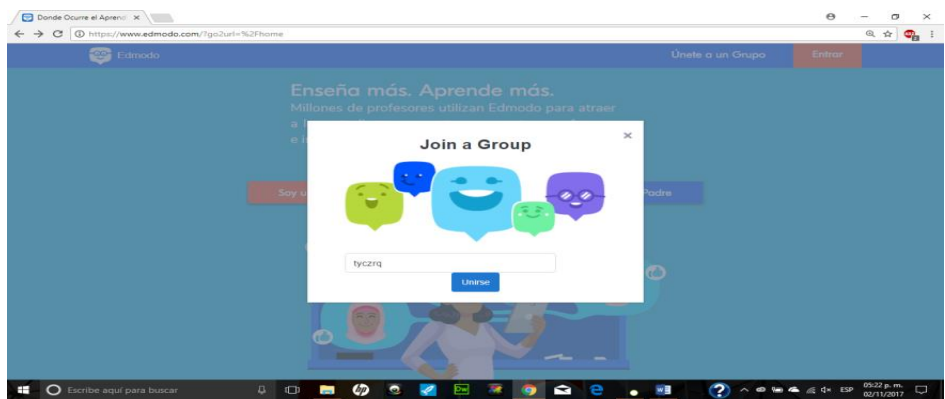 Donde Ocurre el Aprend
https://www.edmodo.com/?go2url=%2Fhome
Edmodo
Únete a un Grupo
Entrar
Enseña más. Aprende más.
Millones de profesores utilizan Edmodo para atraer
a l
e i
Join a Group
Soy u
Padre
tyczrq
Unirse
Escribe aquí para buscar
ESP
05:22 p. m.
02/11/2017